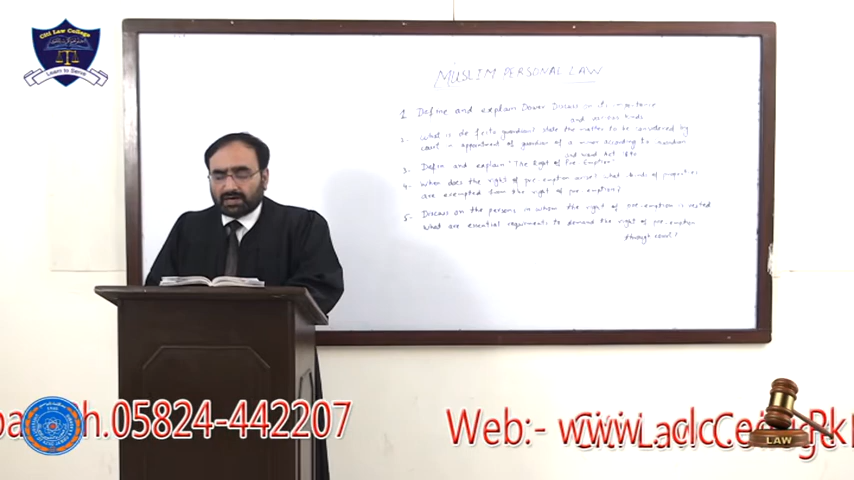 Citi Law College
Learn to Serve
MUSLIM PERSONAL LAW
1 Define and explain Dower Discuss its importance
and various kinds
2- What is de facto guardian? state the matter to be considered by
court in appointment of guardian of a minor according to Guardian
and Ward Act 18
3- Define and explain "The Right of Pre Emption"
4- When does the right of pre-emption arise? What kinds of properties
are exempted from the right of pre emption?
5- Discuss on the persons in whom the right of pre-emption is vested
What are essential requirements to demand the right of pre-emption
through court?
h.05824-442207
Web:- www.
LAW